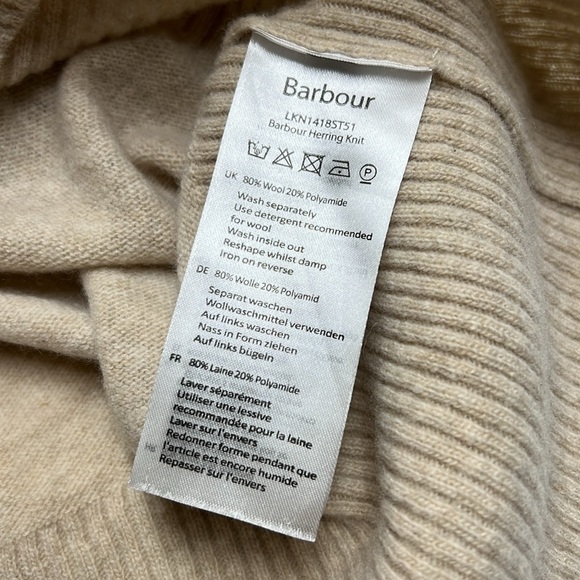 Barbour
LKN1418ST51
Barbour Herring Knit
P
UK 80% Wool 20% Polyamide
Wash separately
Use detergent recommended
for wool
Wash inside out
Reshape whilst damp
Iron on reverse
DE 80% Wolle 20% Polyamid
Separat waschen
Wollwaschmittel verwenden
Auf links waschen
Nass in Form ziehen
Auf links bügeln
FR 80% Laine 20% Polyamide
Laver séparément
Utiliser une lessive
recommandée pour la laine
Laver sur l'envers
Redonner forme pendant que
l'article est encore humide
Repasser sur l'envers